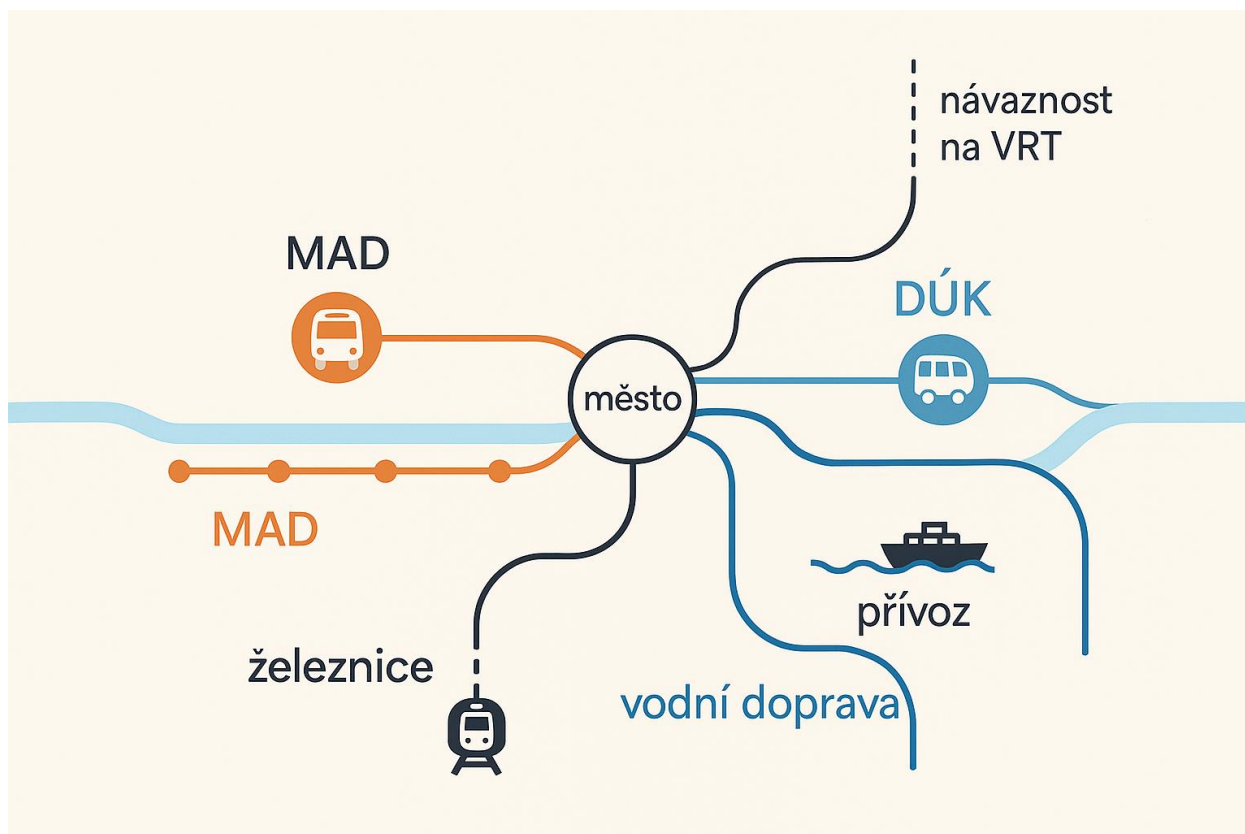 návaznost
na VRT
MAD
DÚK
město
MAD
přívoz
železnice
vodní doprava